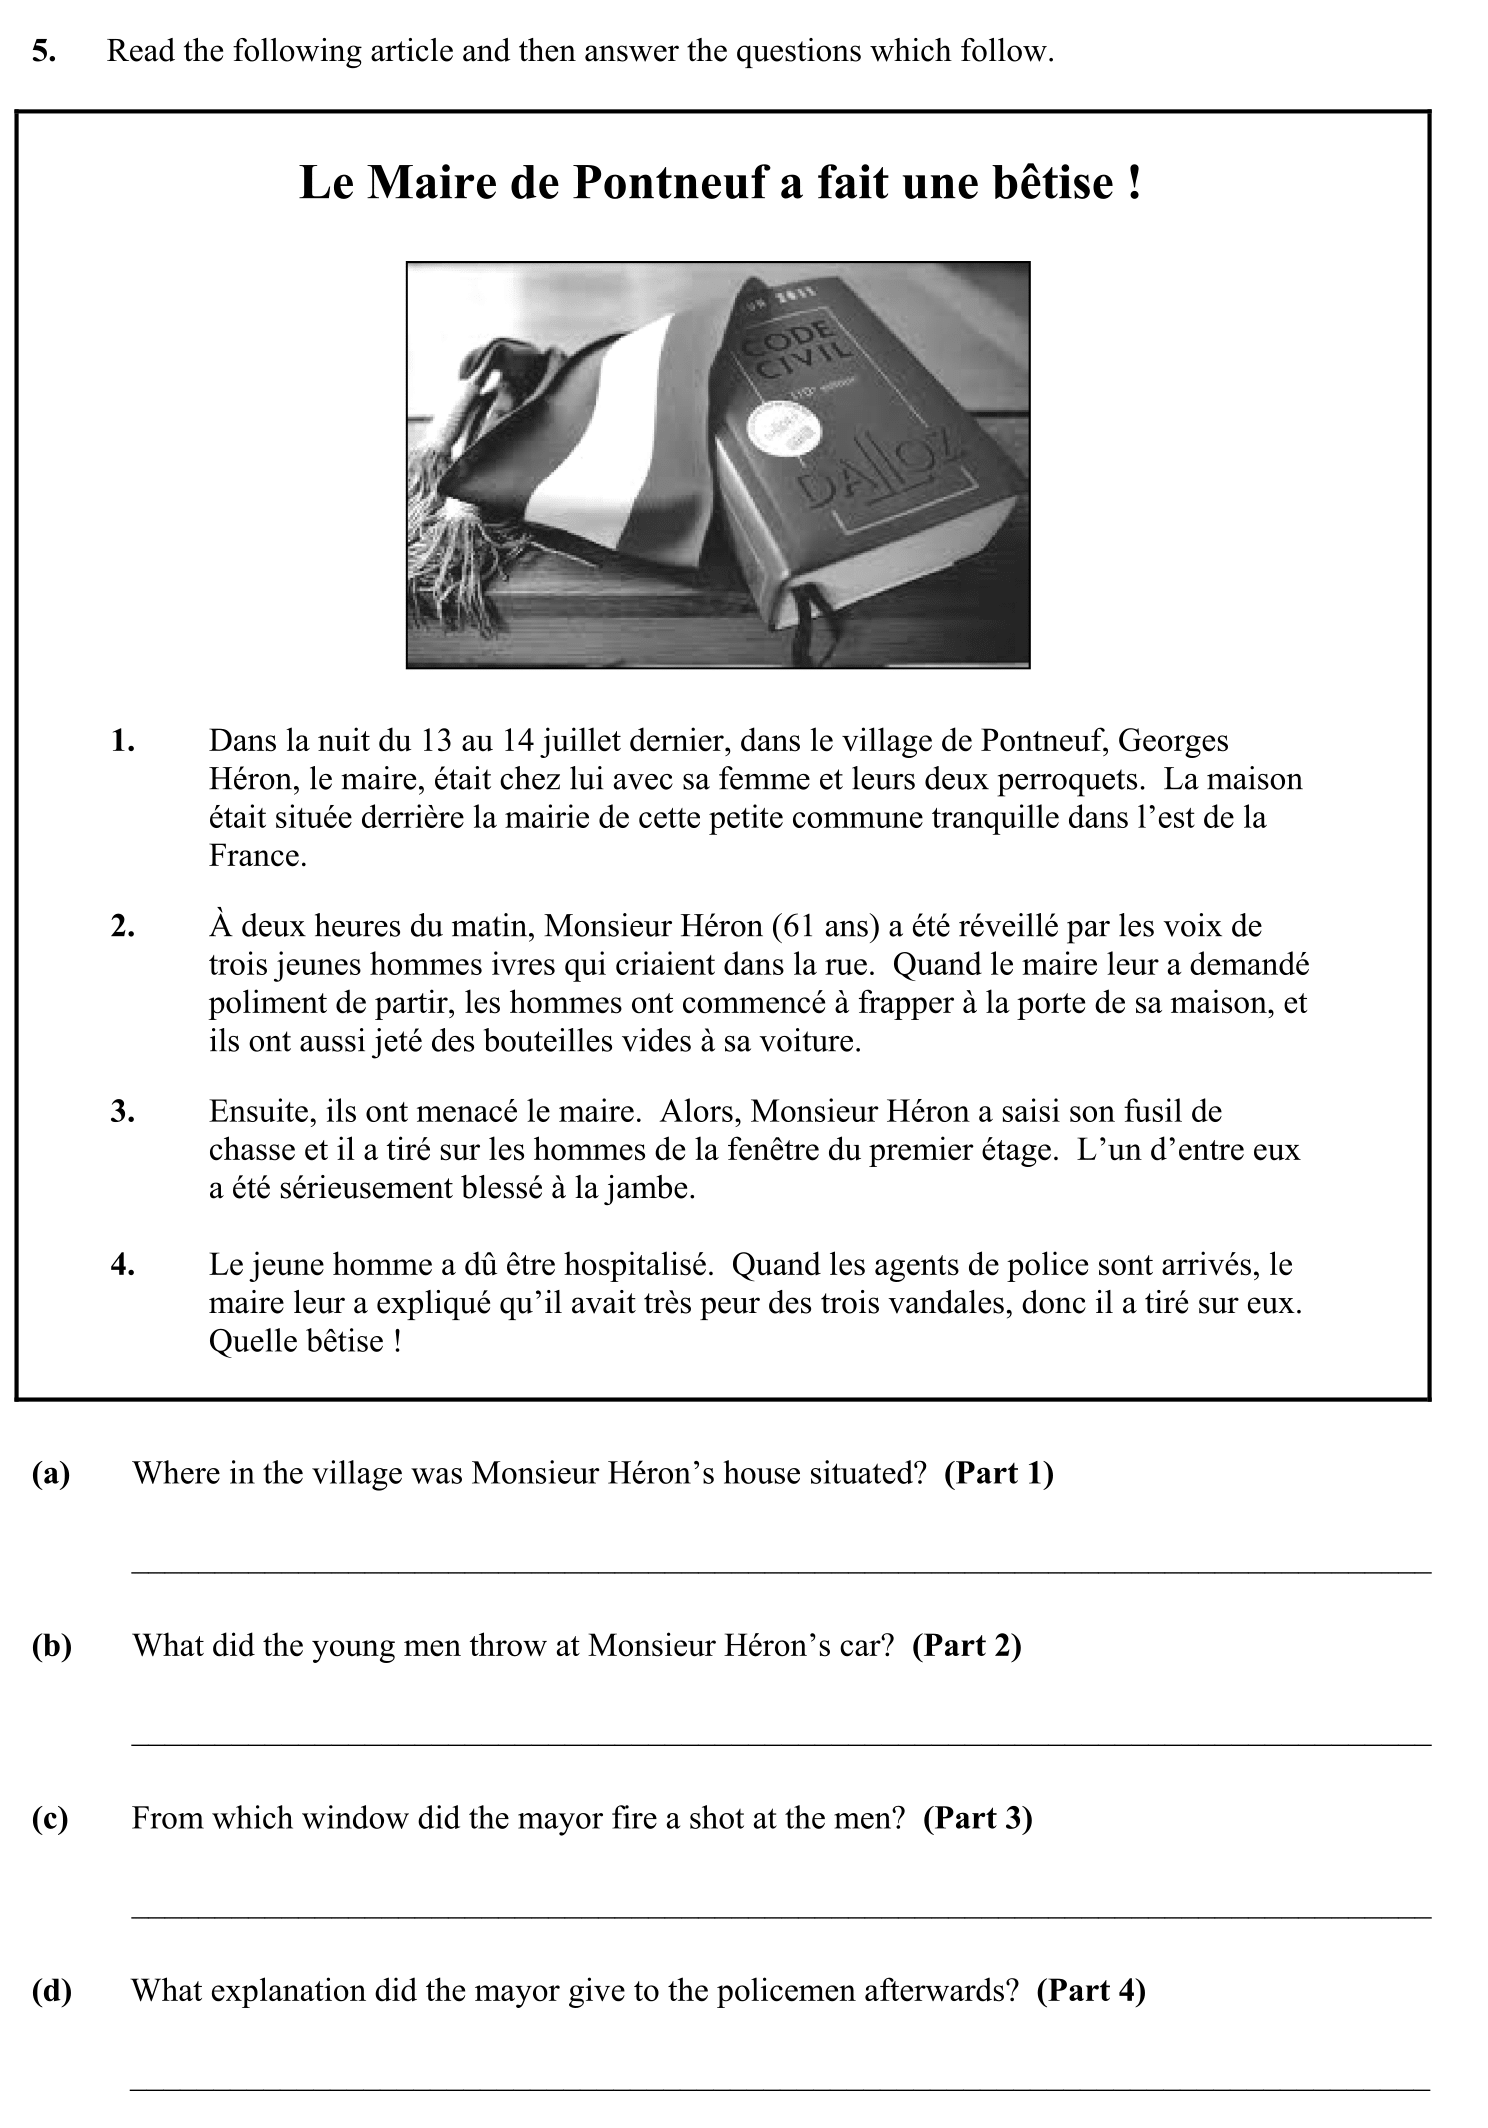 5. Read the following article and then answer the questions which follow.
Le Maire de Pontneuf a fait une bêtise !
2011
CODE
CIVIL
110e édition
DALLOZ
1. Dans la nuit du 13 au 14 juillet dernier, dans le village de Pontneuf, Georges
Héron, le maire, était chez lui avec sa femme et leurs deux perroquets. La maison
était située derrière la mairie de cette petite commune tranquille dans l’est de la
France.
2. À deux heures du matin, Monsieur Héron (61 ans) a été réveillé par les voix de
trois jeunes hommes ivres qui criaient dans la rue. Quand le maire leur a demandé
poliment de partir, les hommes ont commencé à frapper à la porte de sa maison, et
ils ont aussi jeté des bouteilles vides à sa voiture.
3. Ensuite, ils ont menacé le maire. Alors, Monsieur Héron a saisi son fusil de
chasse et il a tiré sur les hommes de la fenêtre du premier étage. L’un d’entre eux
a été sérieusement blessé à la jambe.
4. Le jeune homme a dû être hospitalisé. Quand les agents de police sont arrivés, le
maire leur a expliqué qu’il avait très peur des trois vandales, donc il a tiré sur eux.
Quelle bêtise !
(a) Where in the village was Monsieur Héron’s house situated? (Part 1)
(b) What did the young men throw at Monsieur Héron’s car? (Part 2)
(c) From which window did the mayor fire a shot at the men? (Part 3)
(d) What explanation did the mayor give to the policemen afterwards? (Part 4)